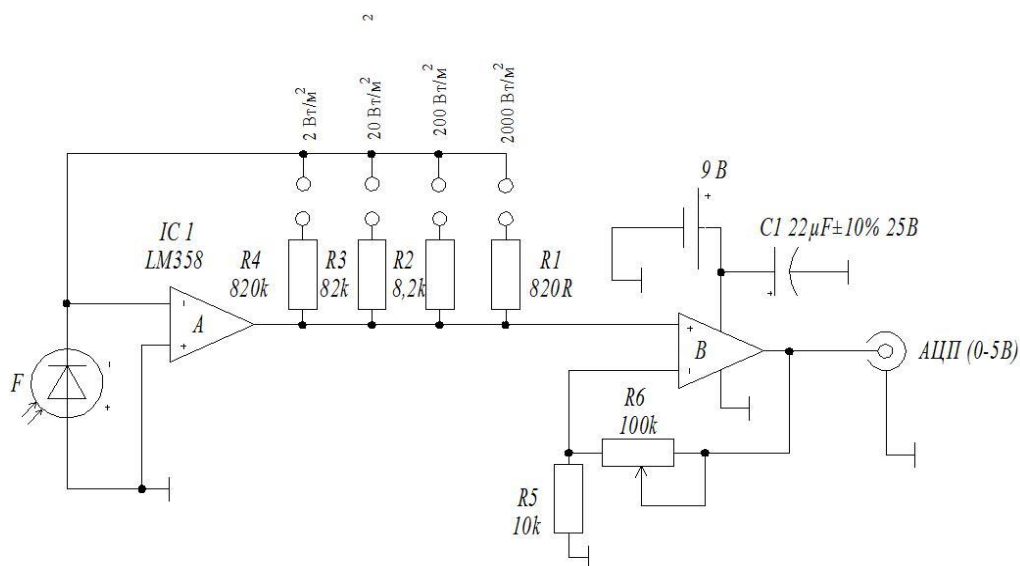 2
2 Вт/м²
20 Вт/м²
200 Вт/м²
2000 Вт/м²
9 В
+
C1 22µF±10% 25В
+
IC 1
LM358
R4
820k
R3
82k
R2
8,2k
R1
820R
-
A
+
+
B
-
АЦП (0-5В)
F
-
+
R6
100k
R5
10k